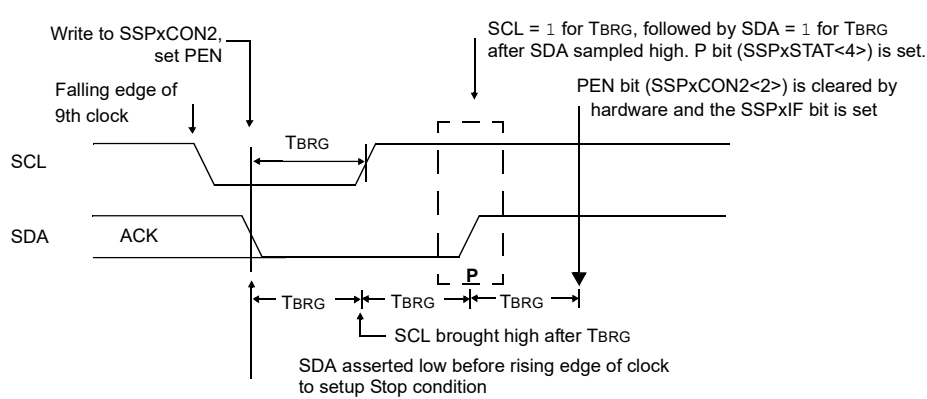 Write to SSPxCON2,
set PEN
SCL = 1 for TBRG, followed by SDA = 1 for TBRG
after SDA sampled high. P bit (SSPxSTAT<4>) is set.
Falling edge of
9th clock
PEN bit (SSPxCON2<2>) is cleared by
hardware and the SSPxIF bit is set
TBRG
SCL
SDA
ACK
P
TBRG TBRG TBRG
SCL brought high after TBRG
SDA asserted low before rising edge of clock
to setup Stop condition